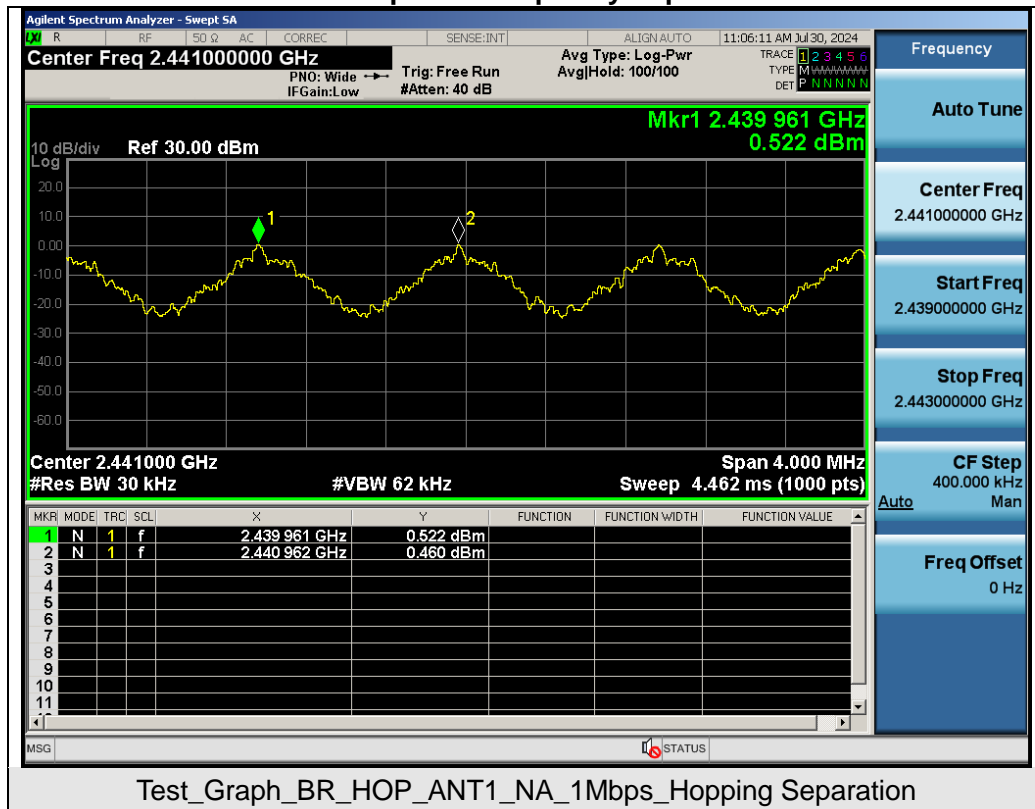 Agilent Spectrum Analyzer - Swept SA
LXI R RF 50 Ω AC CORREC SENSE:INT ALIGN AUTO 11:06:11 AM Jul 30, 2024
Center Freq 2.441000000 GHz
PNO: Wide
IFGain:Low
Trig: Free Run
#Atten: 40 dB
Avg Type: Log-Pwr
Avg|Hold: 100/100
TRACE 1 2 3 4 5 6
TYPE M WWWWW
DET P N N N N N
Mkr1 2.439 961 GHz
0.522 dBm
10 dB/div Ref 30.00 dBm
Log
20.0
10.0
0.00
-10.0
-20.0
-30.0
-40.0
-50.0
-60.0
1
2
Center 2.441000 GHz Span 4.000 MHz
#Res BW 30 kHz #VBW 62 kHz Sweep 4.462 ms (1000 pts)
MKR MODE TRC SCL X Y FUNCTION FUNCTION WIDTH FUNCTION VALUE
1 N 1 f 2.439 961 GHz 0.522 dBm
2 N 1 f 2.440 962 GHz 0.460 dBm
3
4
5
6
7
8
9
10
11
MSG STATUS
Frequency
Auto Tune
Center Freq
2.441000000 GHz
Start Freq
2.439000000 GHz
Stop Freq
2.443000000 GHz
CF Step
400.000 kHz
Auto Man
Freq Offset
0 Hz
Test_Graph_BR_HOP_ANT1_NA_1Mbps_Hopping Separation